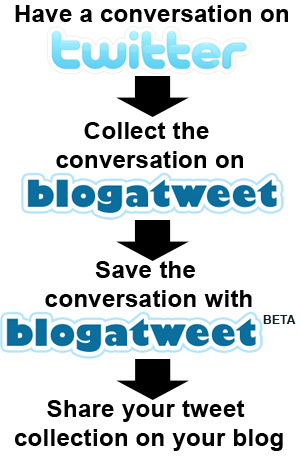 Have a conversation on
twitter
Collect the
conversation on
blogatweet
Save the
conversation with
blogatweet BETA
Share your tweet
collection on your blog